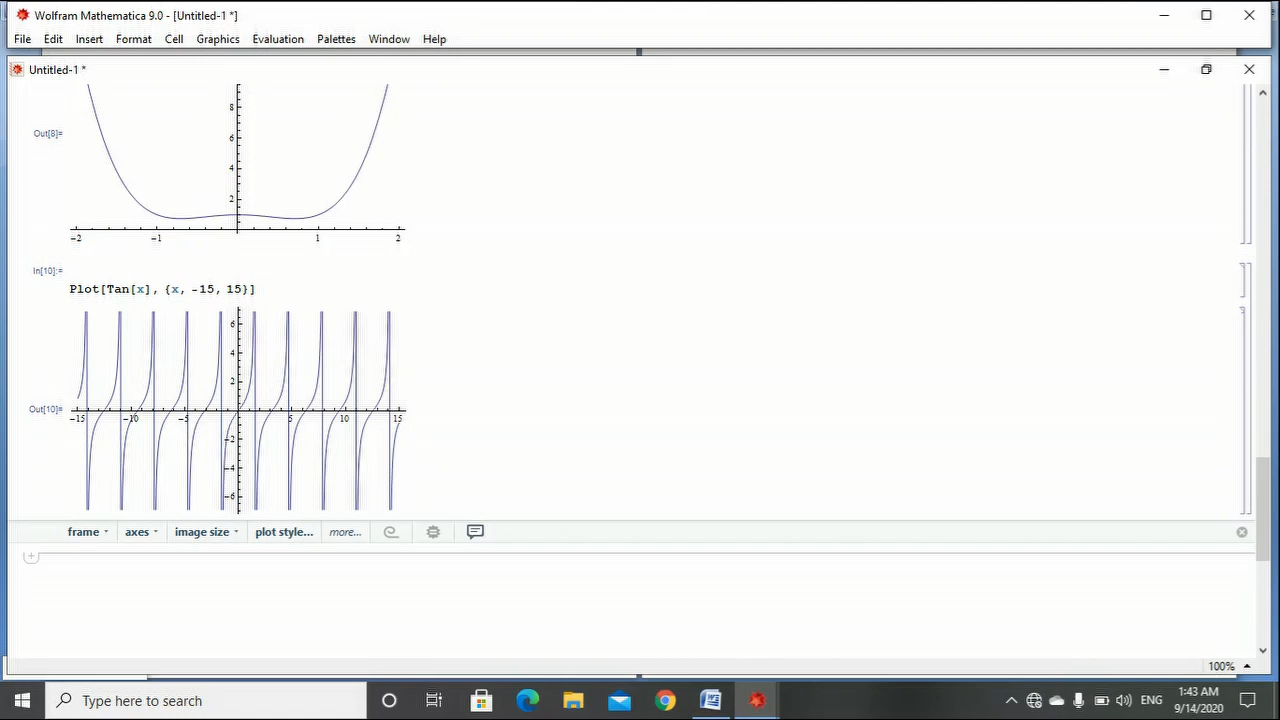 Wolfram Mathematica 9.0 - [Untitled-1 *]
File Edit Insert Format Cell Graphics Evaluation Palettes Window Help
Untitled-1 *
8
Out[8]=
6
4
2
−2 −1 1 2
In[10]:=
Plot[Tan[x], {x, -15, 15}]
6
4
2
Out[10]=
−15 −10 −5 5 10 15
−2
−4
−6
frame axes image size plot style... more...
100%
Type here to search
ENG
1:43 AM
9/14/2020